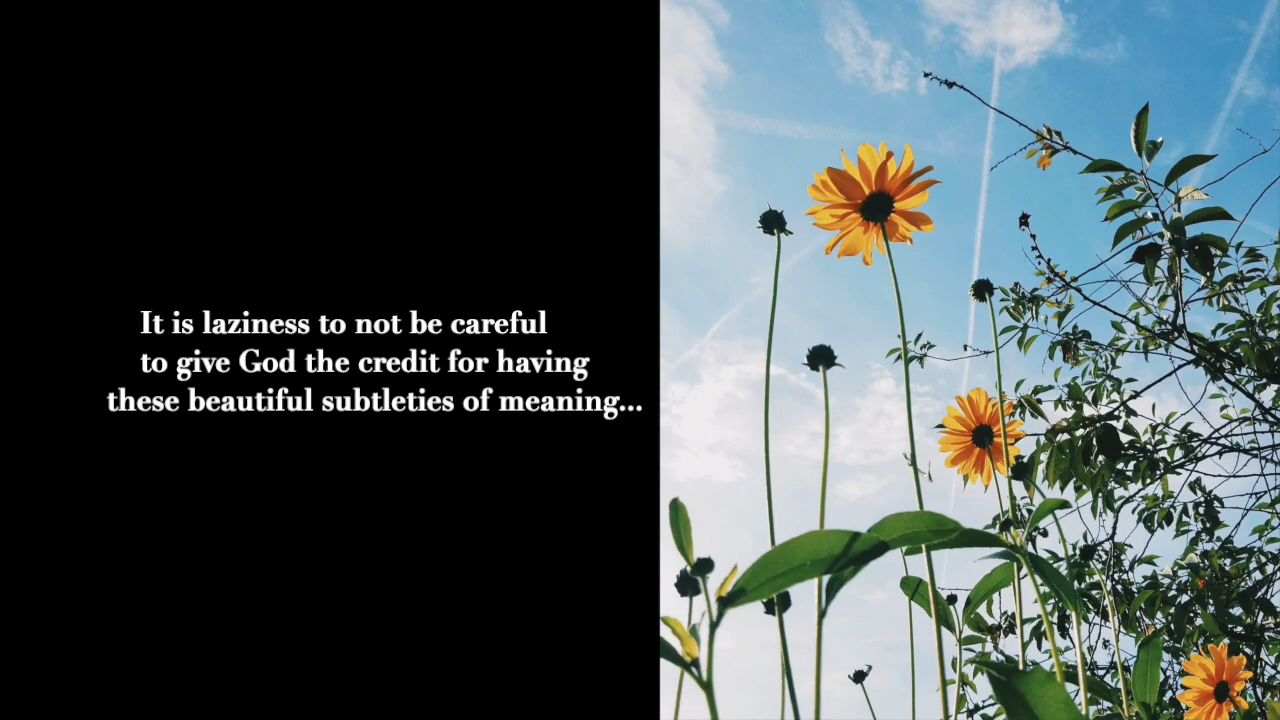 It is laziness to not be careful
to give God the credit for having
these beautiful subtleties of meaning...